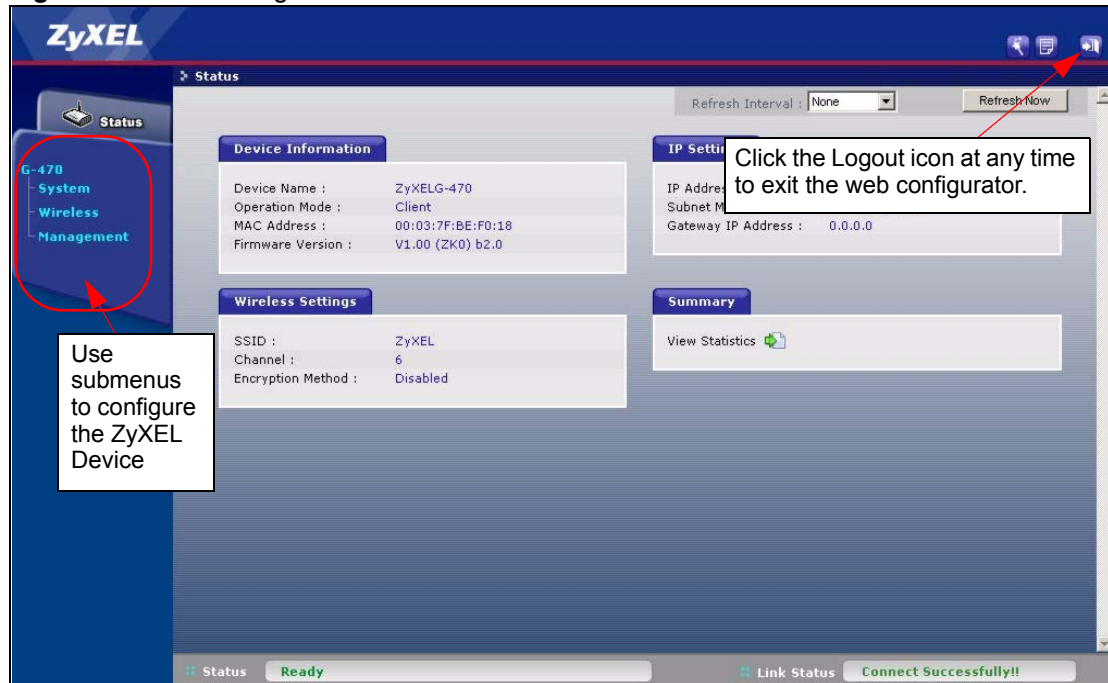 ZyXEL
Status
Refresh Interval : None Refresh Now
Status
G-470
System
Wireless
Management
Device Information
Device Name : ZyXELG-470
Operation Mode : Client
MAC Address : 00:03:7F:BE:F0:18
Firmware Version : V1.00 (ZK0) b2.0
IP
IP
Subnet
Gateway IP Address : 0.0.0.0
Click the Logout icon at any time
to exit the web configurator.
Wireless Settings
SSID : ZyXEL
Channel : 6
Encryption Method : Disabled
Summary
View Statistics
Use
submenus
to configure
the ZyXEL
Device
Status Ready
Link Status Connect Successfully!!